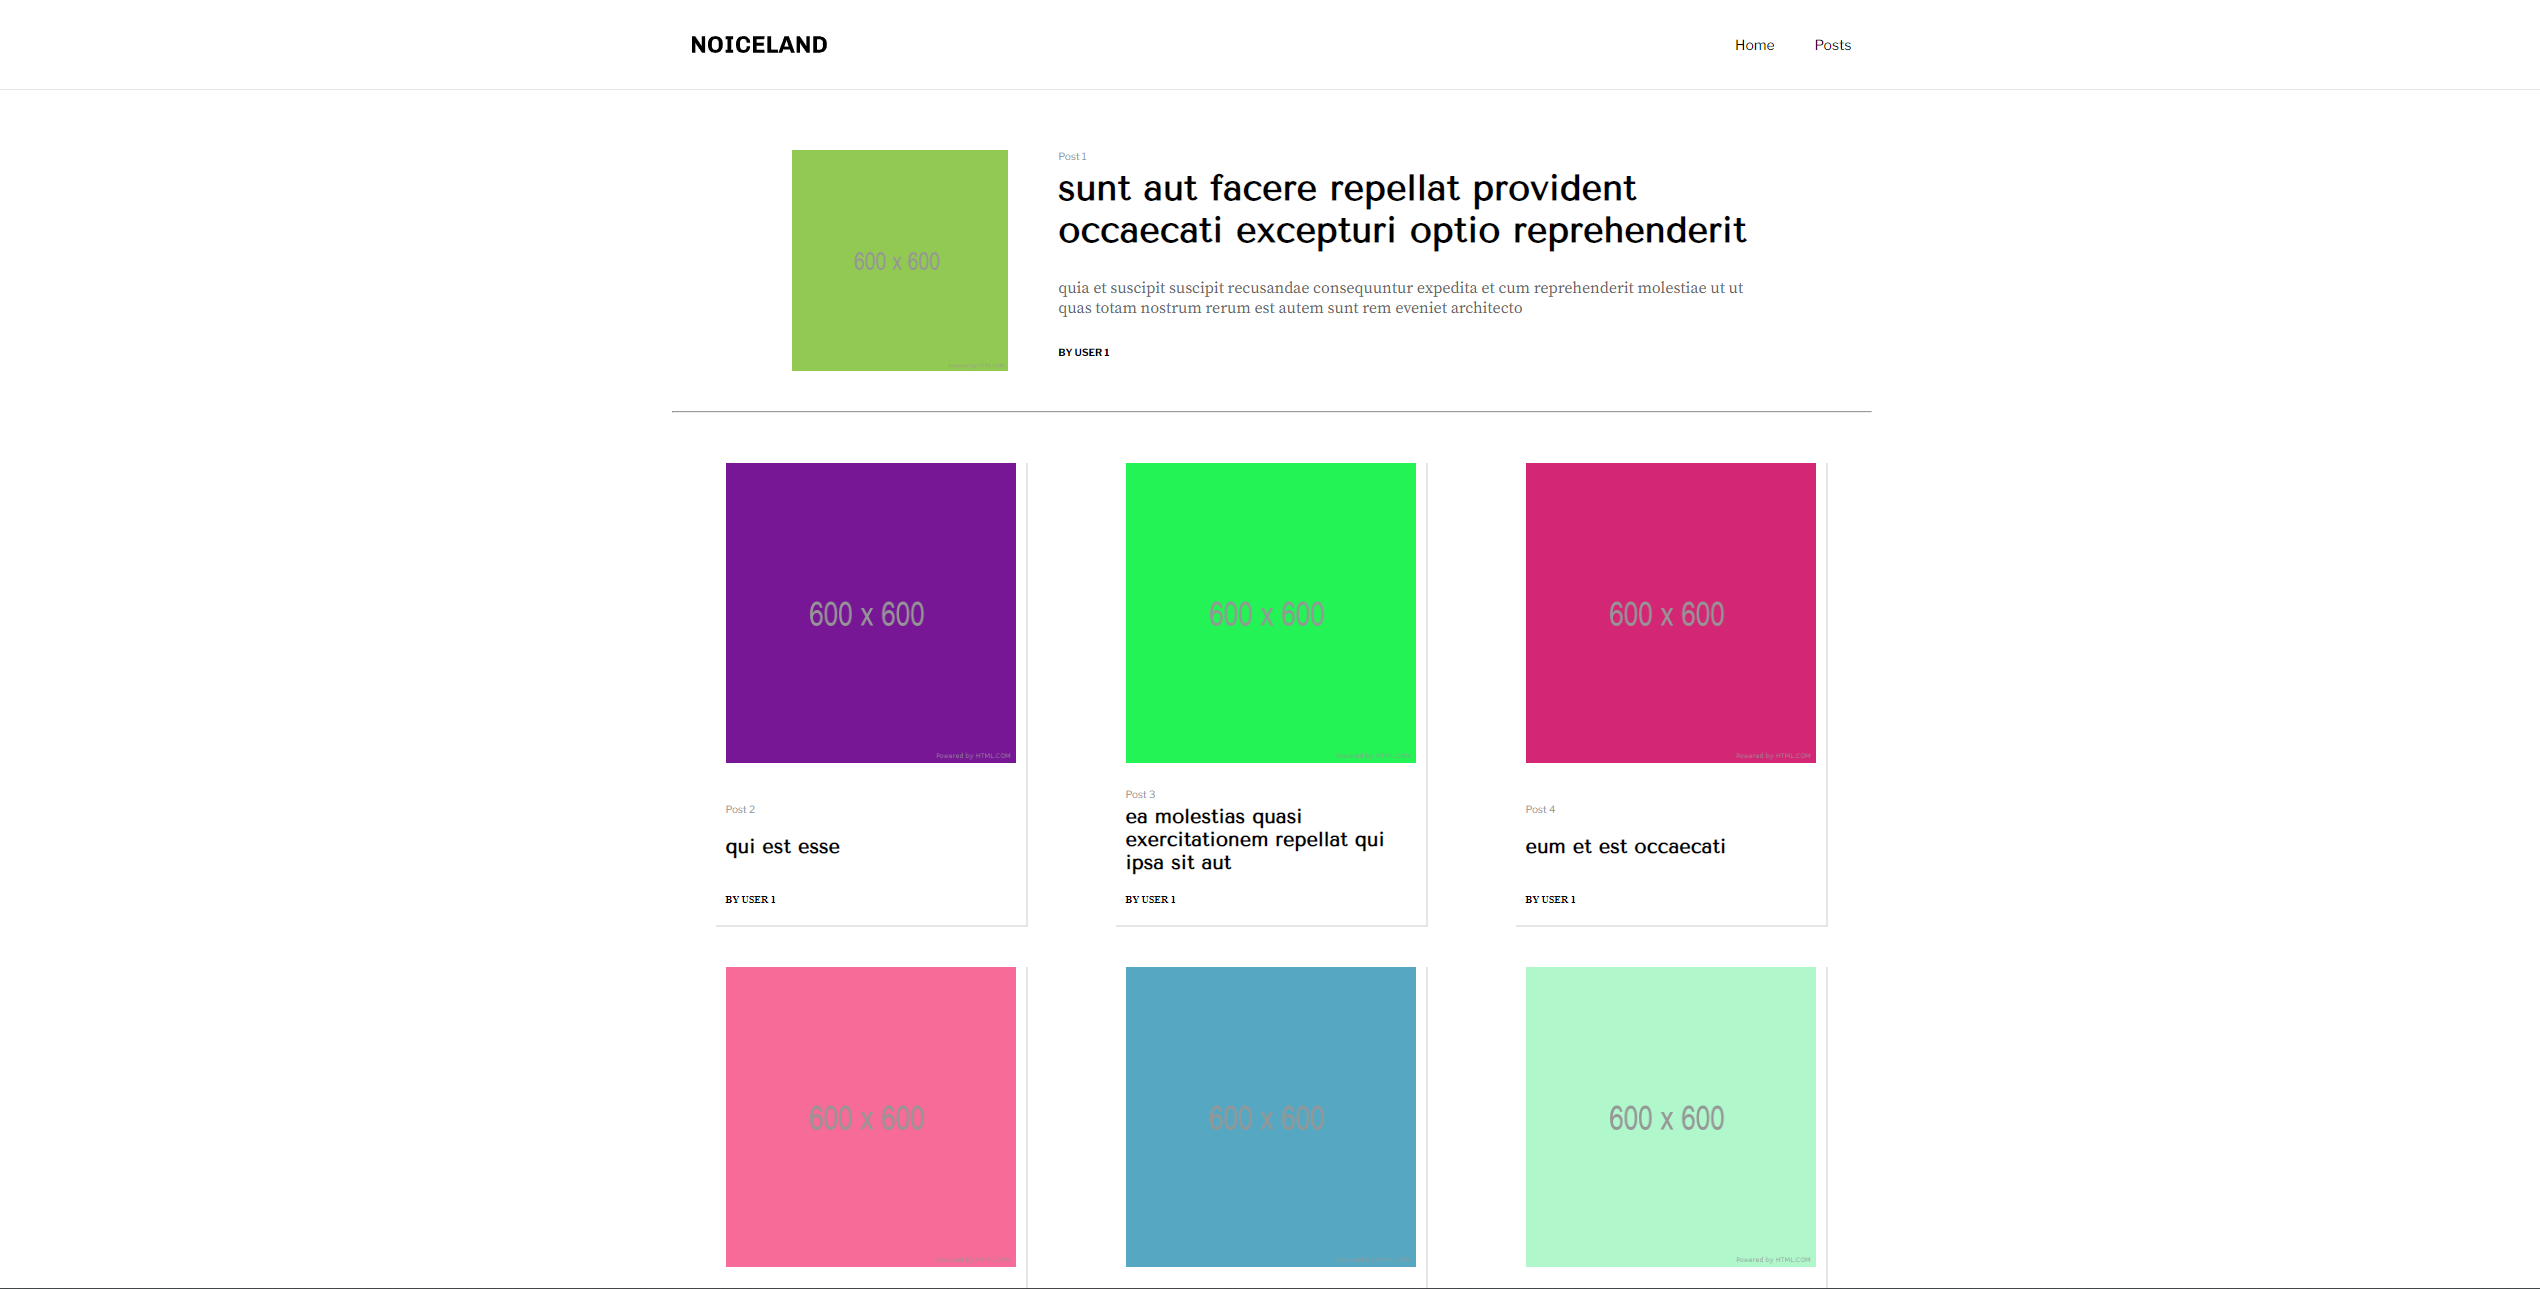 NOICELAND
Home
Posts
Post 1
sunt aut facere repellat provident
occaecati excepturi optio reprehenderit
quia et suscipit suscipit recusandae consequuntur expedita et cum reprehenderit molestiae ut ut
quas totam nostrum rerum est autem sunt rem eveniet architecto
BY USER 1
600 x 600
600 x 600
Powered by HTML.COM
600 x 600
600 x 600
Powered by HTML.COM
Post 2
qui est esse
BY USER 1
Post 3
ea molestias quasi
exercitationem repellat qui
ipsa sit aut
BY USER 1
Post 4
eum et est occaecati
BY USER 1
600 x 600
600 x 600
600 x 600
Powered by HTML.COM